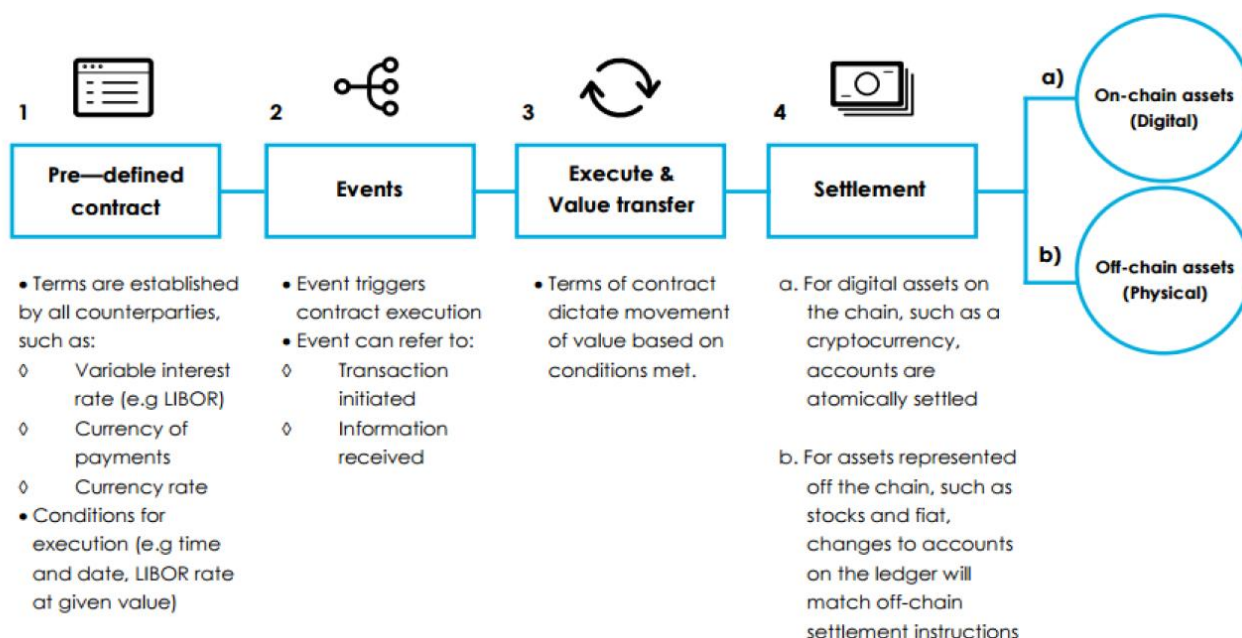 1
2
3
4
a)
On-chain assets
(Digital)
Pre—defined
contract
Events
Execute &
Value transfer
Settlement
b)
Off-chain assets
(Physical)
• Terms are established
by all counterparties,
such as:
◊ Variable interest
rate (e.g LIBOR)
◊ Currency of
payments
◊ Currency rate
• Conditions for
execution (e.g time
and date, LIBOR rate
at given value)
• Event triggers
contract execution
• Event can refer to:
◊ Transaction
initiated
◊ Information
received
• Terms of contract
dictate movement
of value based on
conditions met.
a. For digital assets on
the chain, such as a
cryptocurrency,
accounts are
atomically settled
b. For assets represented
off the chain, such as
stocks and fiat,
changes to accounts
on the ledger will
match off-chain
settlement instructions